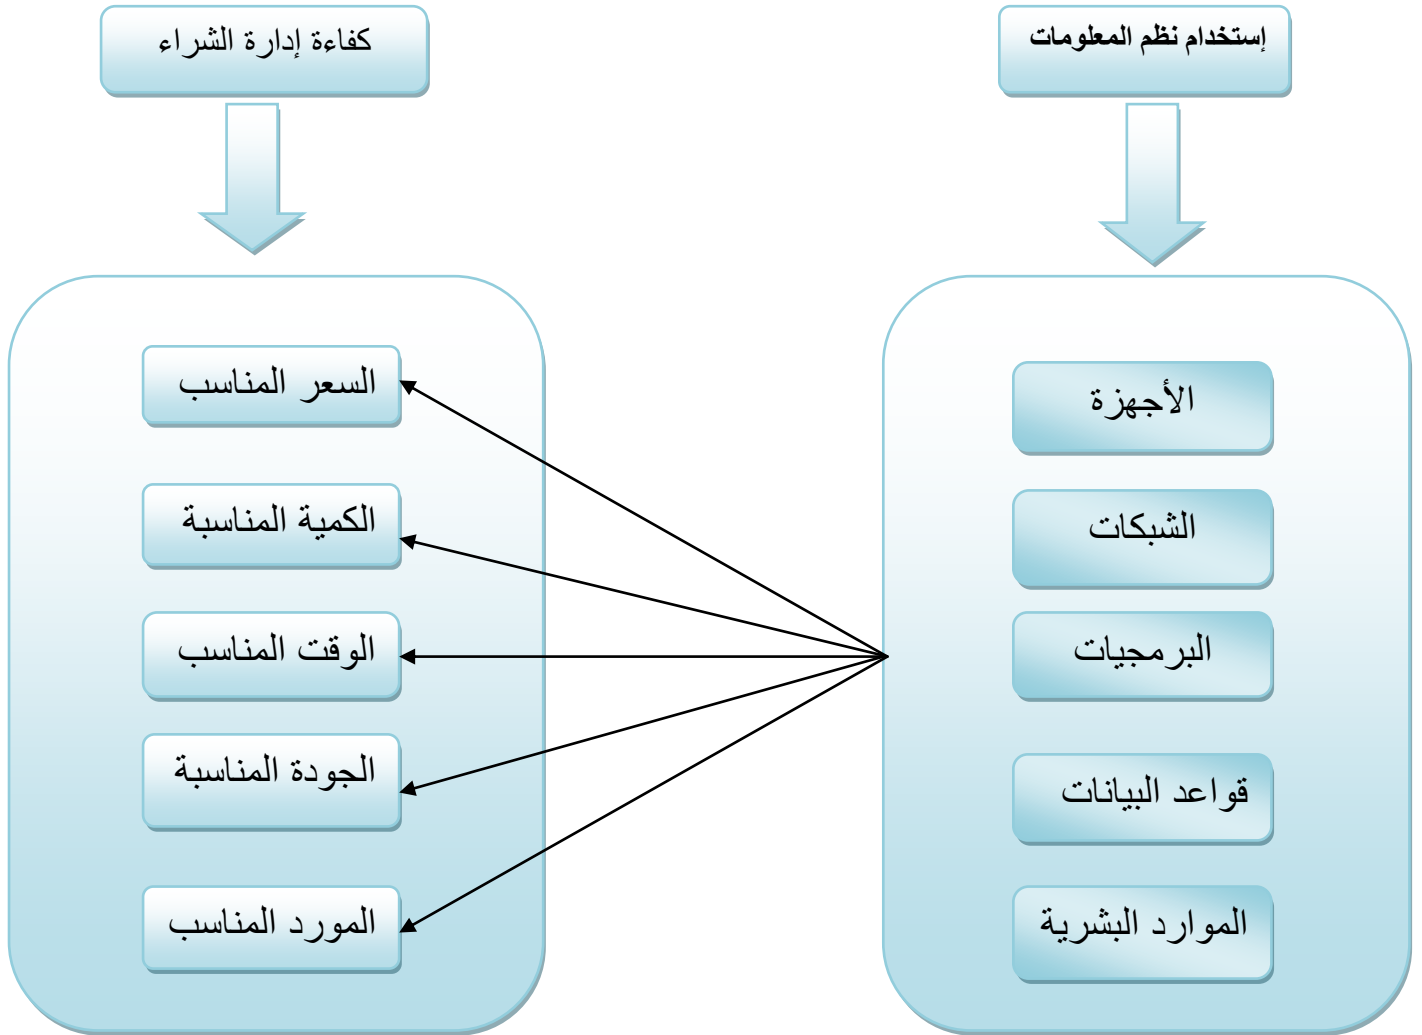 إستخدام نظم المعلومات
كفاءة إدارة الشراء
الأجهزة
الشبكات
البرمجيات
قواعد البيانات
الموارد البشرية
السعر المناسب
الكمية المناسبة
الوقت المناسب
الجودة المناسبة
المورد المناسب